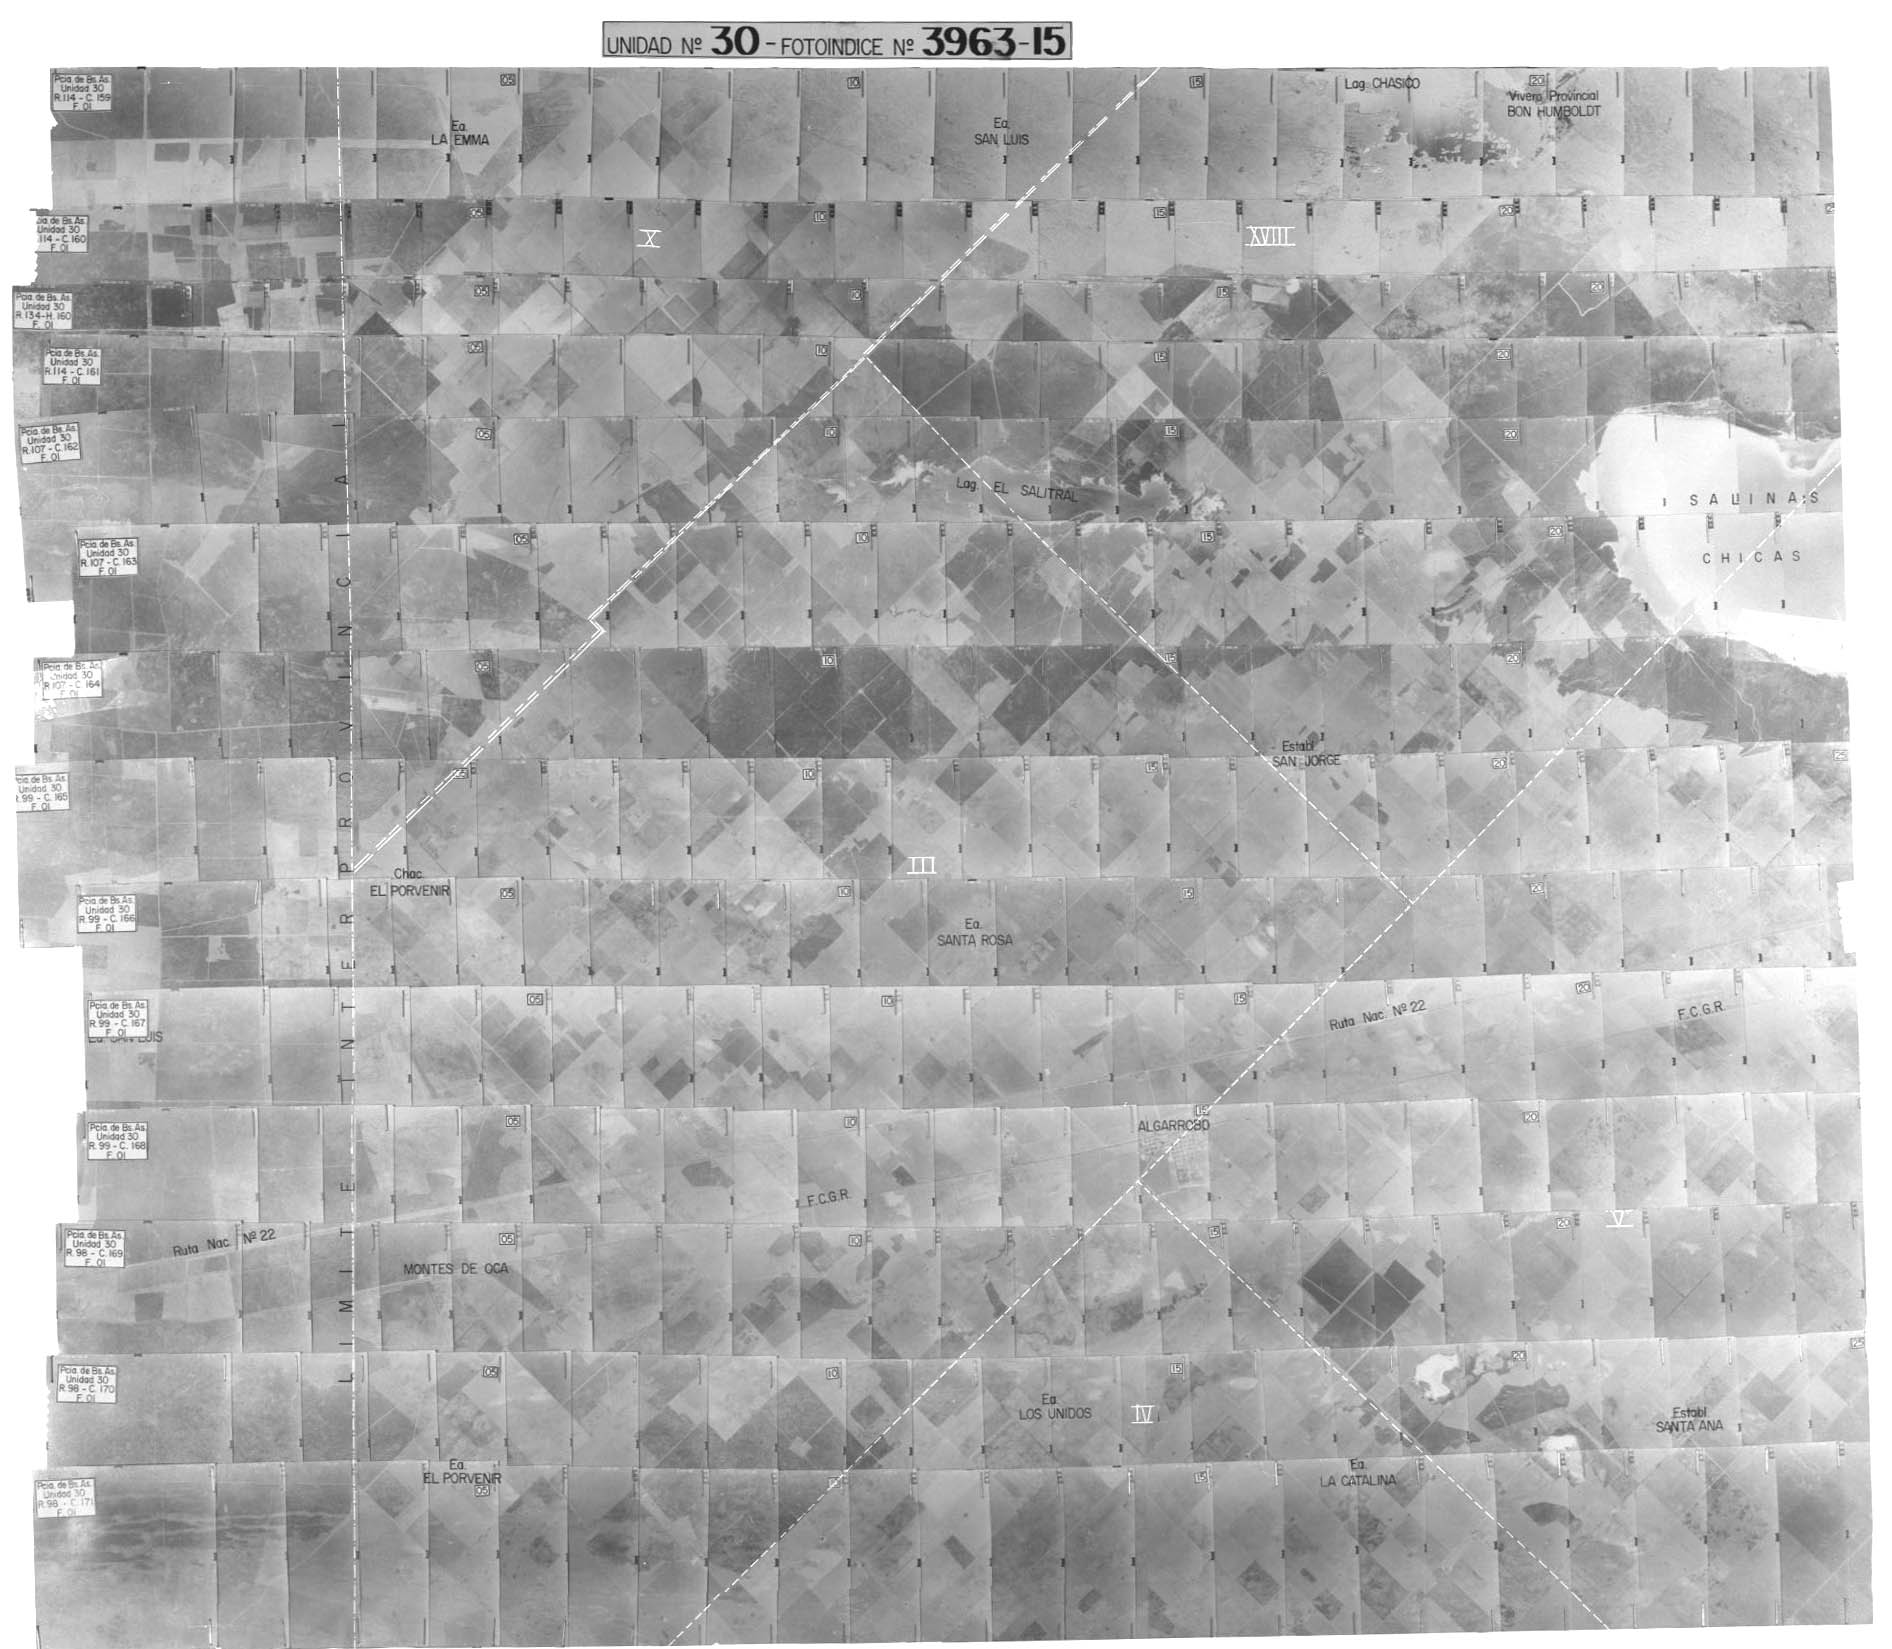 UNIDAD Nº 30 - FOTOINDICE Nº 3963-15
Pcia. de Bs. As.
Unidad 30
R.114 - C. 159
F. 01
05
10
15
20
Ea.
LA EMMA
Ea.
SAN LUIS
Lag. CHASICO
Vivero Provincial
BON HUMBOLDT
de Bs. As.
Unidad 30
114 - C. 160
F. 01
05
10
15
20
X
XVIII
Pcia. de Bs. As.
Unidad 30
R.134-H. 160
F. 01
05
10
15
20
Pcia. de Bs. As.
Unidad 30
R.114 - C. 161
F. 01
05
10
15
20
Pcia. de Bs. As.
Unidad 30
R.107 - C. 162
F. 01
05
10
15
20
Lag. EL SALITRAL
SALINAS
CHICAS
Pcia. de Bs. As.
Unidad 30
R.107 - C. 163
F. 01
05
10
15
20
Pcia. de Bs. As.
Unidad 30
R.107 - C. 164
F. 01
05
10
15
20
Establ.
SAN JORGE
de Bs. As.
Unidad 30
R.99 - C. 165
F. 01
05
10
15
20
25
III
Chac.
EL PORVENIR
Pcia. de Bs. As.
Unidad 30
R.99 - C. 166
F. 01
05
10
15
20
Ea.
SANTA ROSA
Pcia. de Bs. As.
Unidad 30
R.99 - C. 167
F. 01
Ea. SAN LUIS
05
10
15
20
Ruta Nac. Nº 22
F.C.G.R.
Pcia. de Bs. As.
Unidad 30
R.99 - C. 168
F. 01
05
10
15
20
ALGARROBO
F.C.G.R.
Pcia. de Bs. As.
Unidad 30
R.98 - C. 169
F. 01
Ruta Nac. Nº 22
05
10
15
20
V
MONTES DE OCA
LIMITE INTERPROVINCIAL
Pcia. de Bs. As.
Unidad 30
R.98 - C. 170
F. 01
05
10
15
20
25
Ea.
LOS UNIDOS
IV
Establ.
SANTA ANA
Ea.
EL PORVENIR
Ea.
LA CATALINA
Pcia. de Bs. As.
Unidad 30
R.98 - C. 171
F. 01
05
10
15